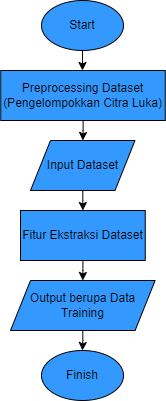 Start
Preprocessing Dataset
(Pengelompokkan Citra Luka)
Input Dataset
Fitur Ekstraksi Dataset
Output berupa Data
Training
Finish